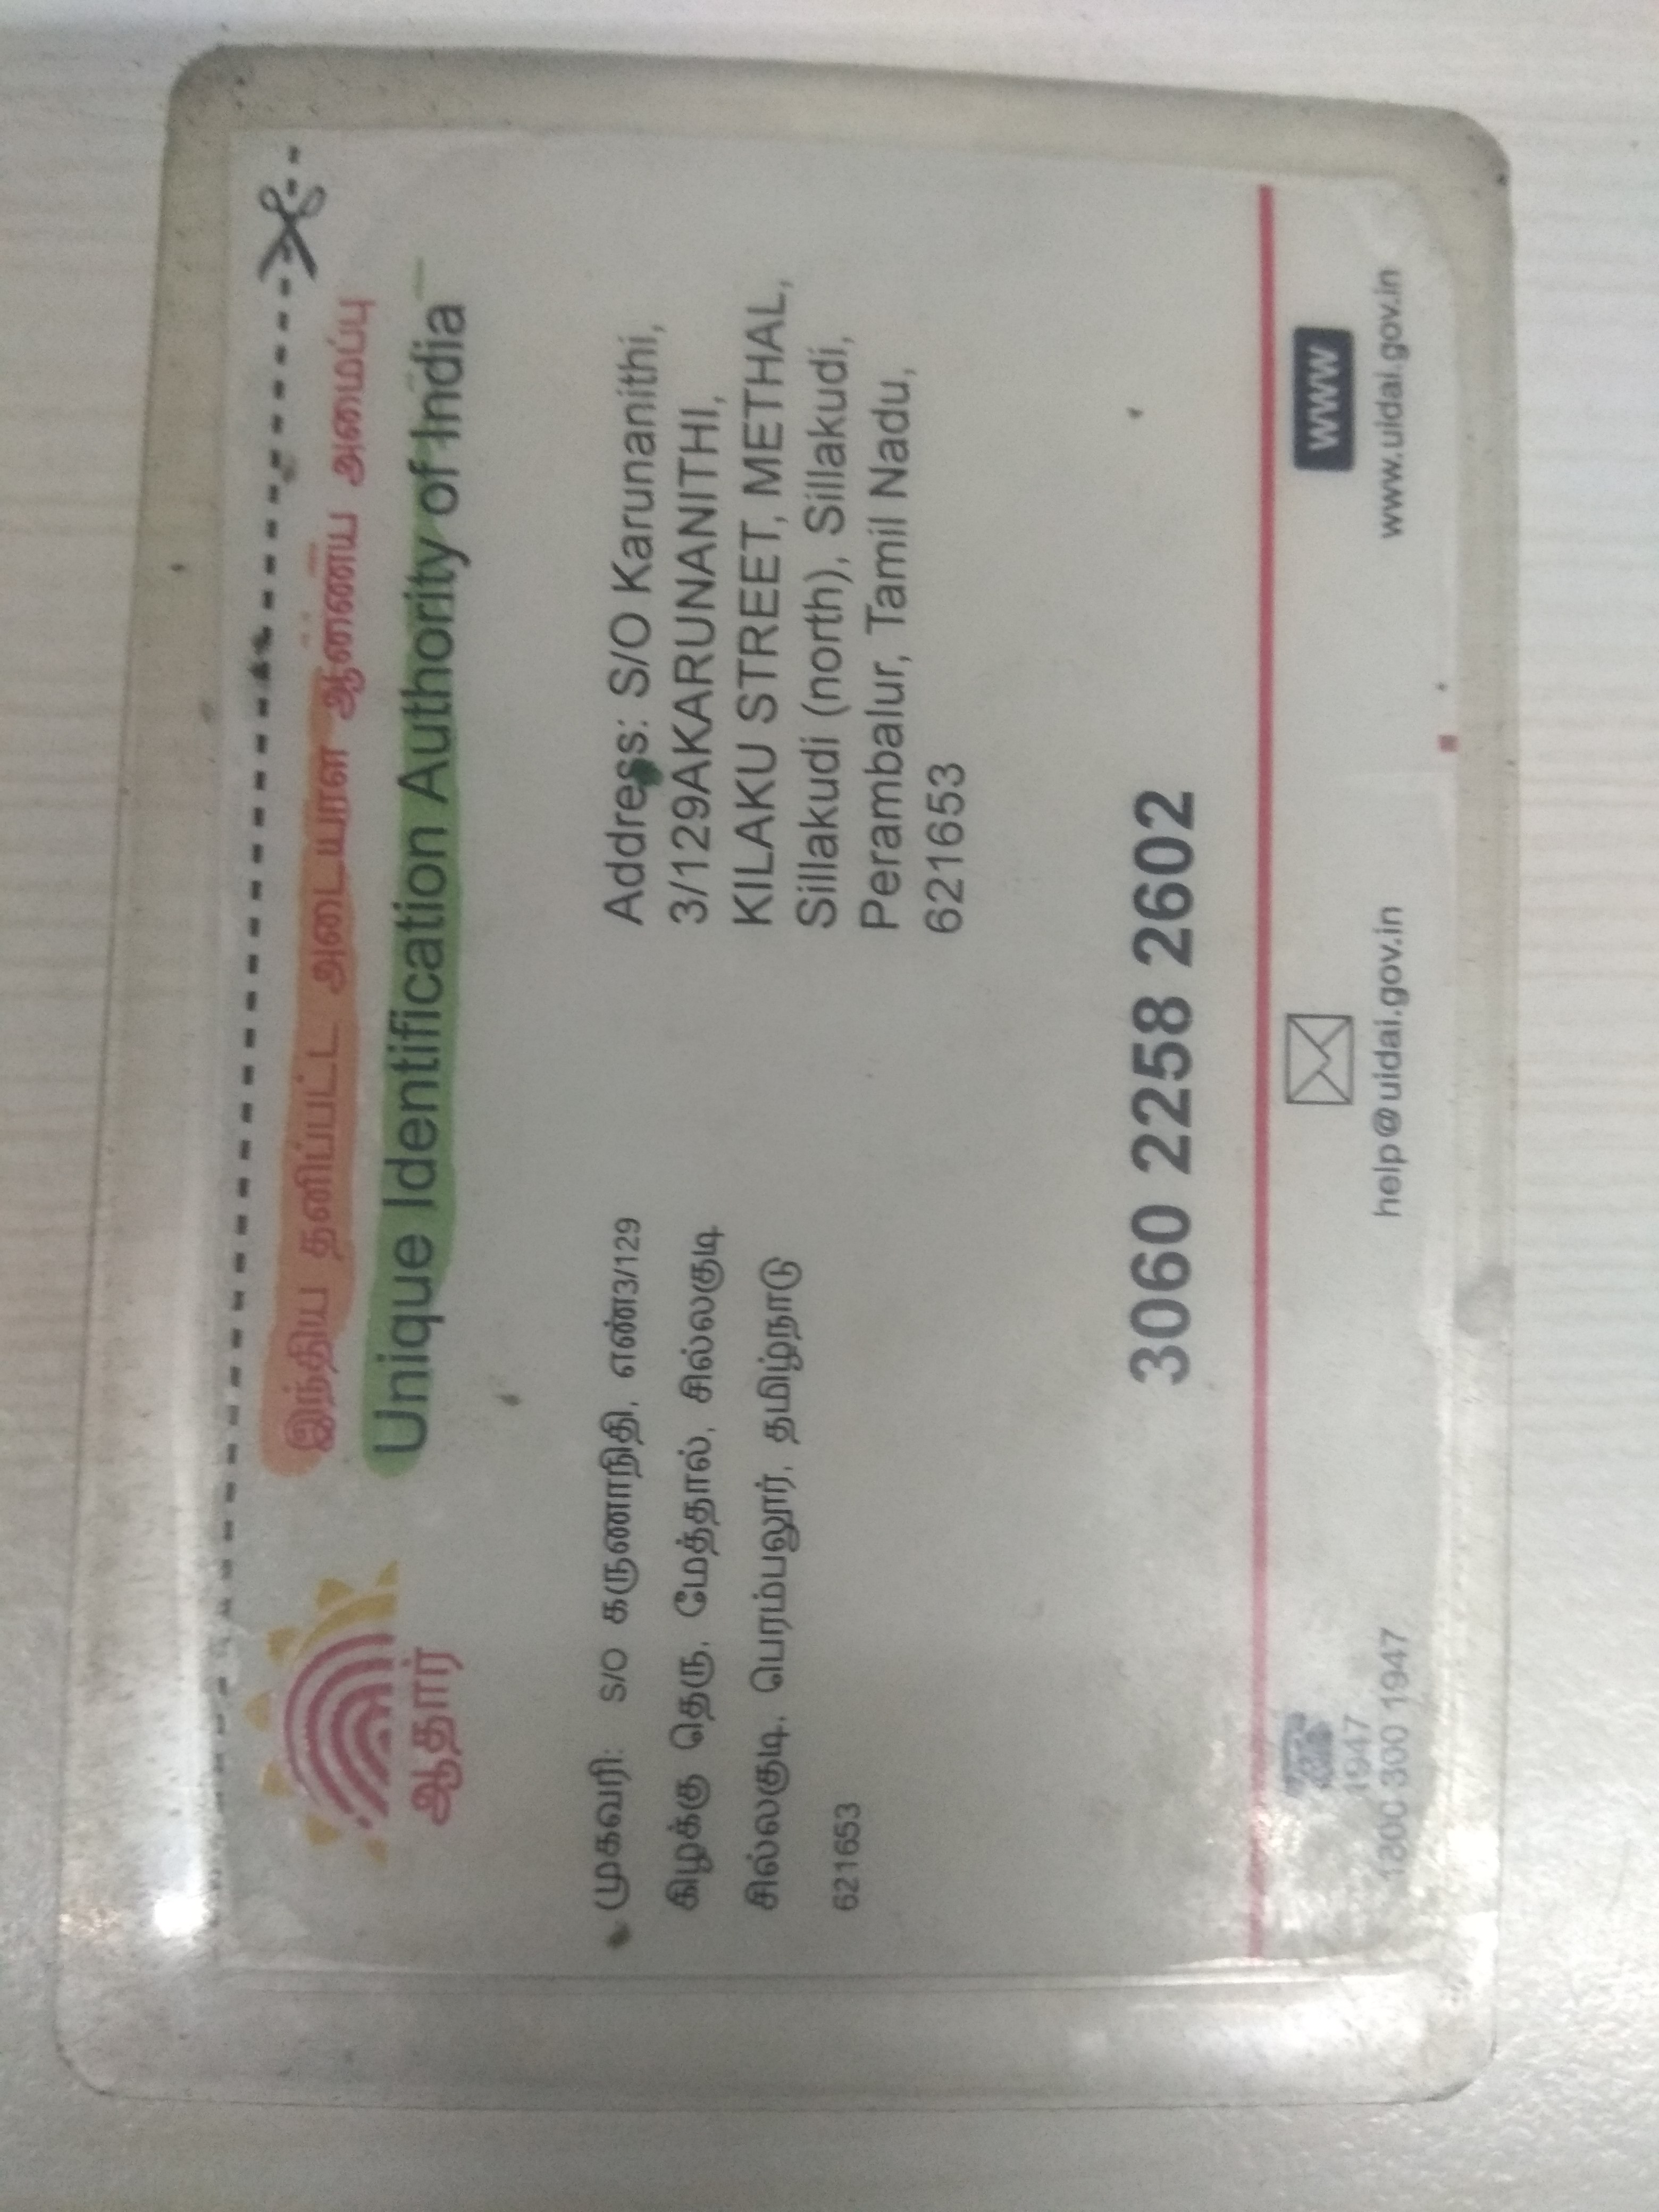 இந்திய தனிப்பட்ட அடையாள ஆணைய அமைப்பு
Unique Identification Authority of India
ஆதார்
முகவரி: S/O கருணாநிதி, எண்3/129
கிழக்கு தெரு, மேத்தால், சில்லகுடி
சில்லகுடி, பெரம்பலூர், தமிழ்நாடு
621653
Address: S/O Karunanithi,
3/129AKARUNANITHI,
KILAKU STREET, METHAL,
Sillakudi (north), Sillakudi,
Perambalur, Tamil Nadu,
621653
3060 2258 2602
1947
1800 300 1947
help@uidai.gov.in
WWW
www.uidai.gov.in